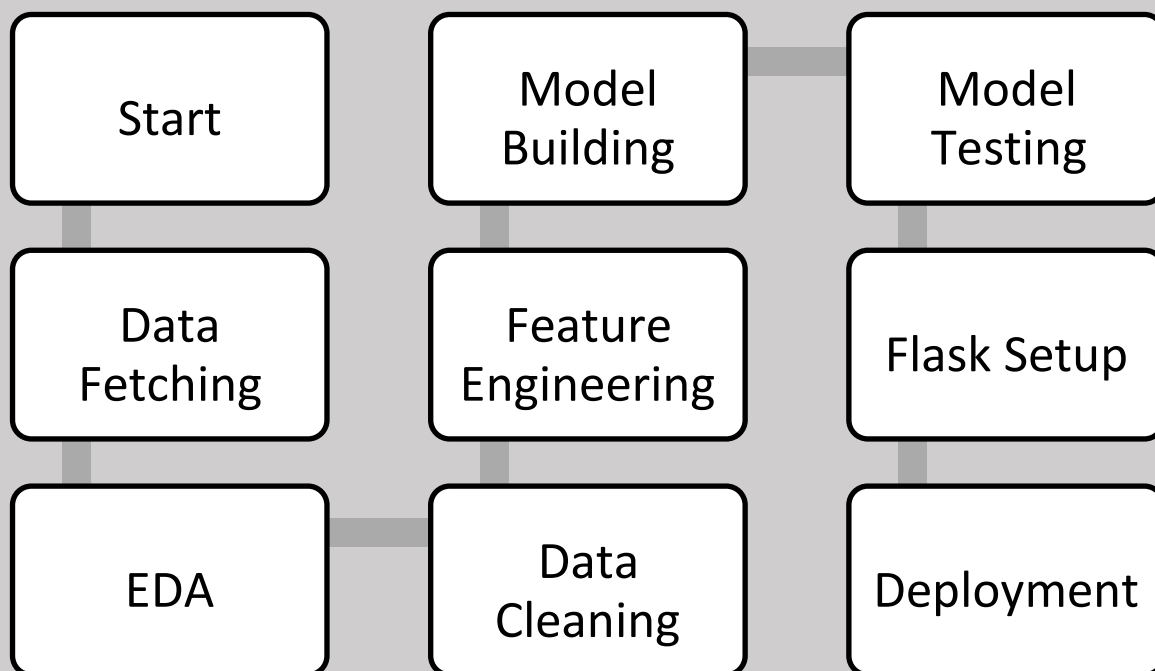 Start
Data
Fetching
EDA
Data
Cleaning
Feature
Engineering
Model
Building
Model
Testing
Flask Setup
Deployment